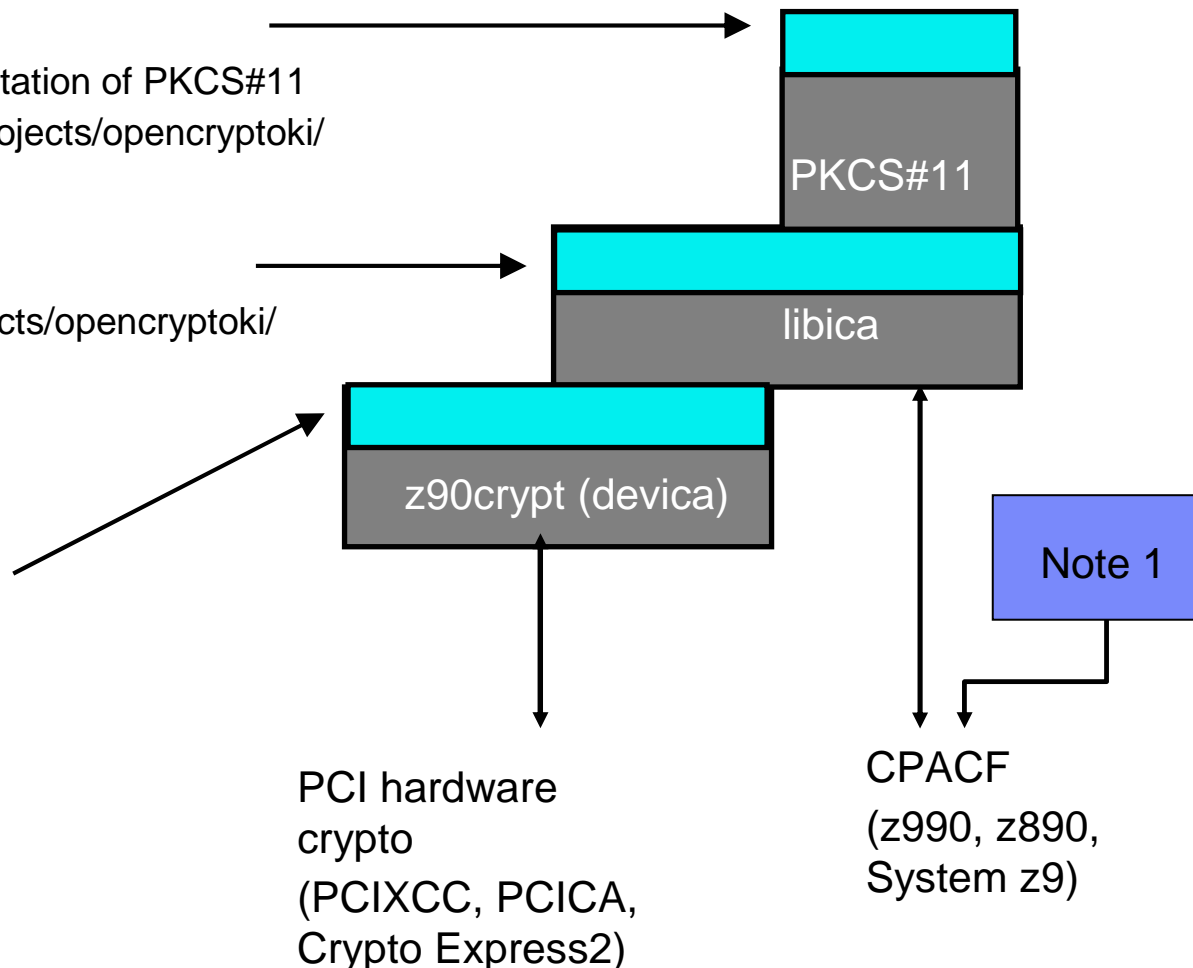 tation of PKCS#11
ojects/opencryptoki/
PKCS#11
cts/opencryptoki/
libica
z90crypt (devica)
Note 1
PCI hardware
crypto
(PCIXCC, PCICA,
Crypto Express2)
CPACF
(z990, z890,
System z9)